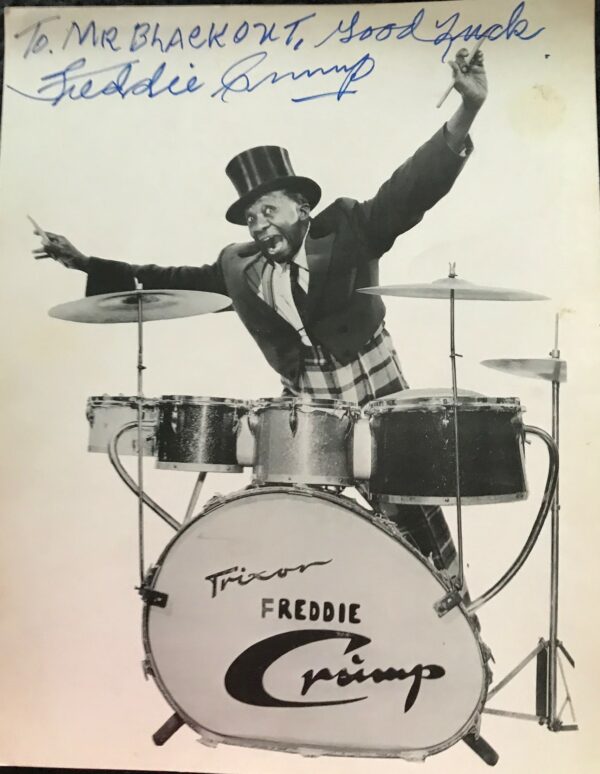 To. MR BLACKOUT, Good Luck
Freddie Crump
Trixon
FREDDIE
Crump